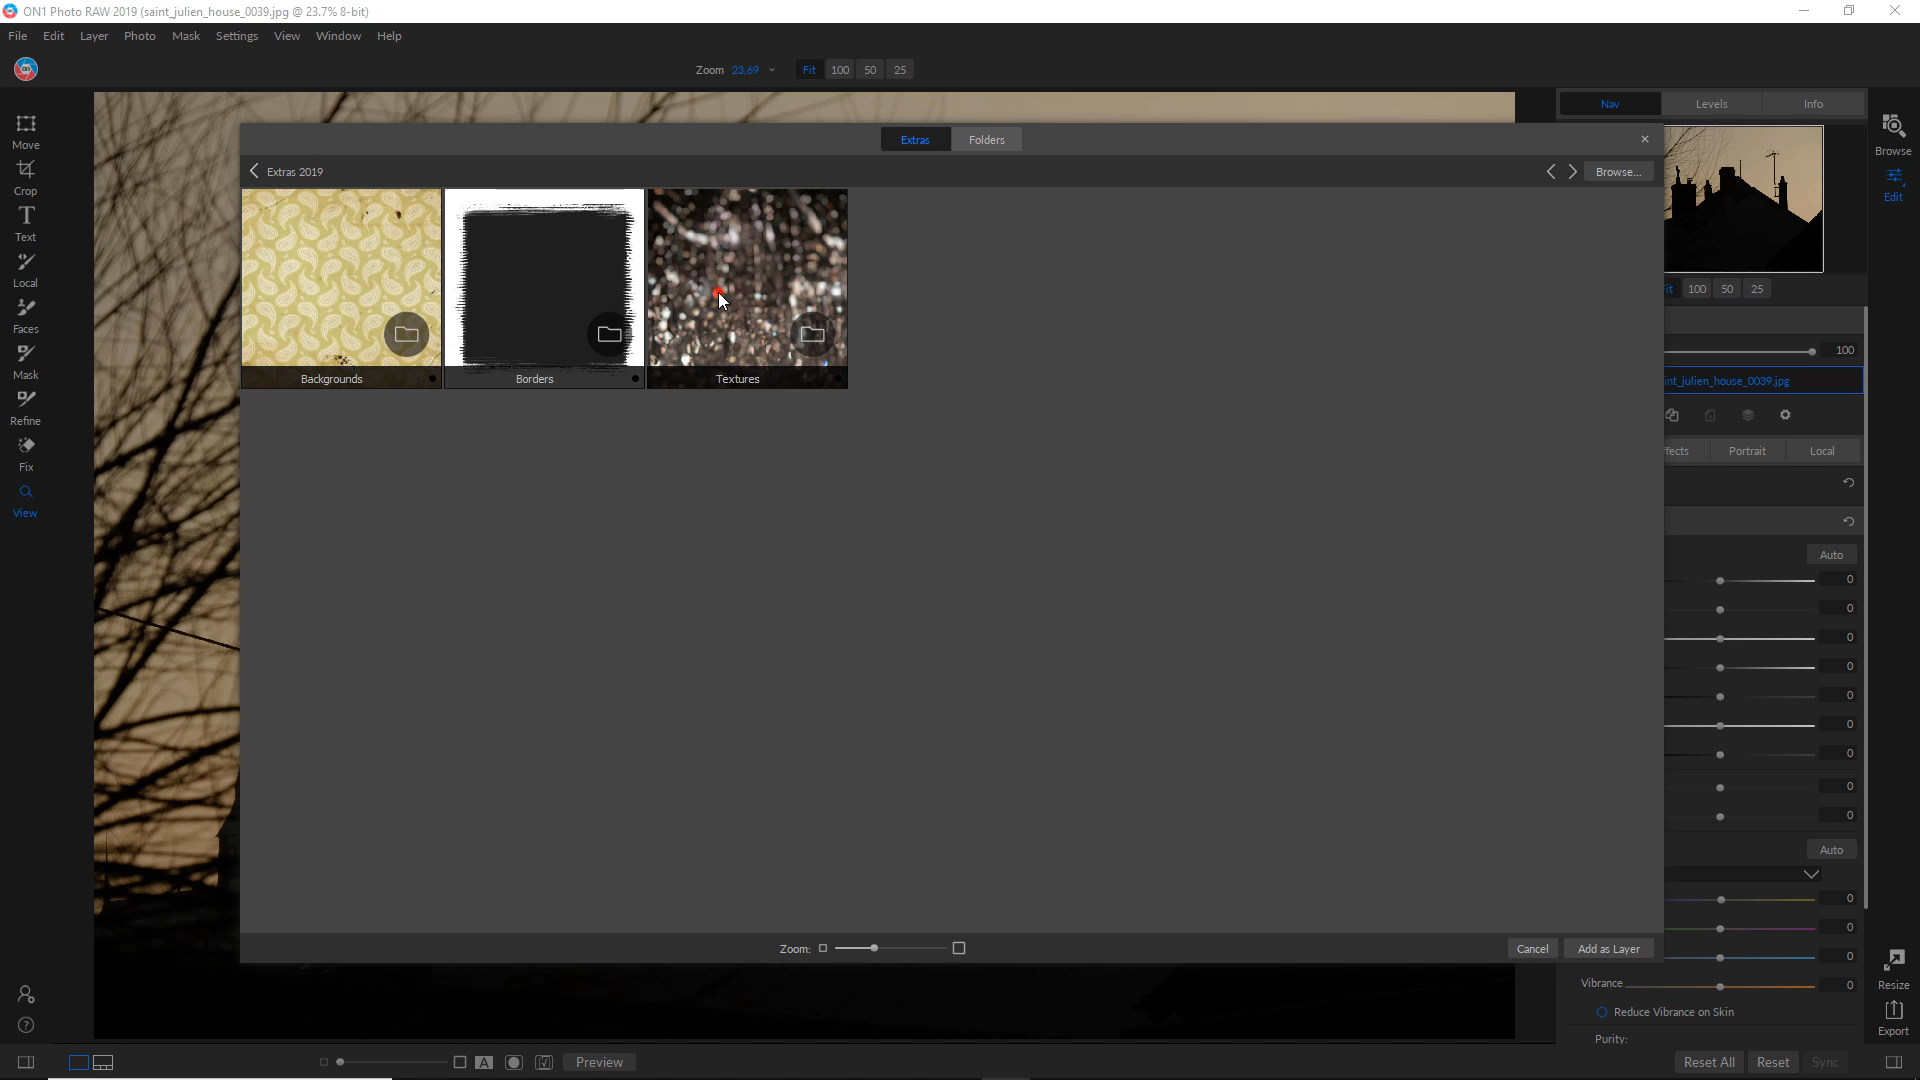 ON1 Photo RAW 2019 (saint_julien_house_0039.jpg @ 23.7% 8-bit)
File Edit Layer Photo Mask Settings View Window Help
Zoom 23.69 Fit 100 50 25
Move
Crop
Text
Local
Faces
Mask
Refine
Fix
View
Extras Folders
Extras 2019 Browse...
Backgrounds Borders Textures
Zoom: Cancel Add as Layer
Nav Levels Info
100 50 25
100
int_julien_house_0039.jpg
Portrait Local
Auto
0
0
0
0
0
0
0
0
0
Auto
0
0
0
Vibrance 0
Reduce Vibrance on Skin
Purity:
Browse
Edit
Resize
Export
A Preview Reset All Reset Sync